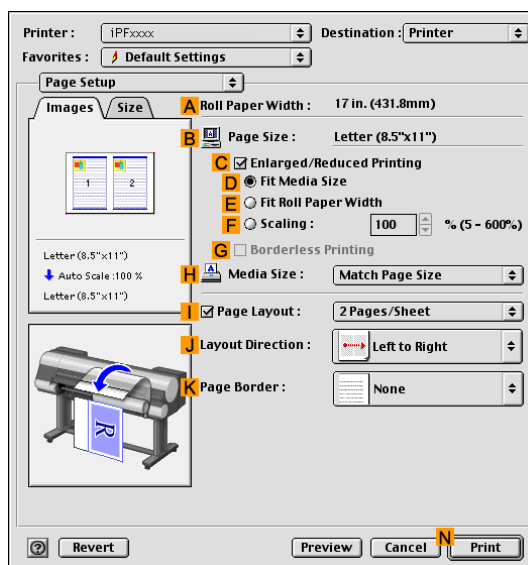 Printer : iPFxxxx Destination : Printer
Favorites : Default Settings
Page Setup
Images Size
A Roll Paper Width : 17 in. (431.8mm)
B Page Size : Letter (8.5"x11")
C Enlarged/Reduced Printing
D Fit Media Size
E Fit Roll Paper Width
F Scaling : 100 % (5 - 600%)
G Borderless Printing
H Media Size : Match Page Size
I Page Layout : 2 Pages/Sheet
J Layout Direction : Left to Right
K Page Border : None
1 2
Letter (8.5"x11")
Auto Scale :100 %
Letter (8.5"x11")
R
? Revert Preview Cancel N Print